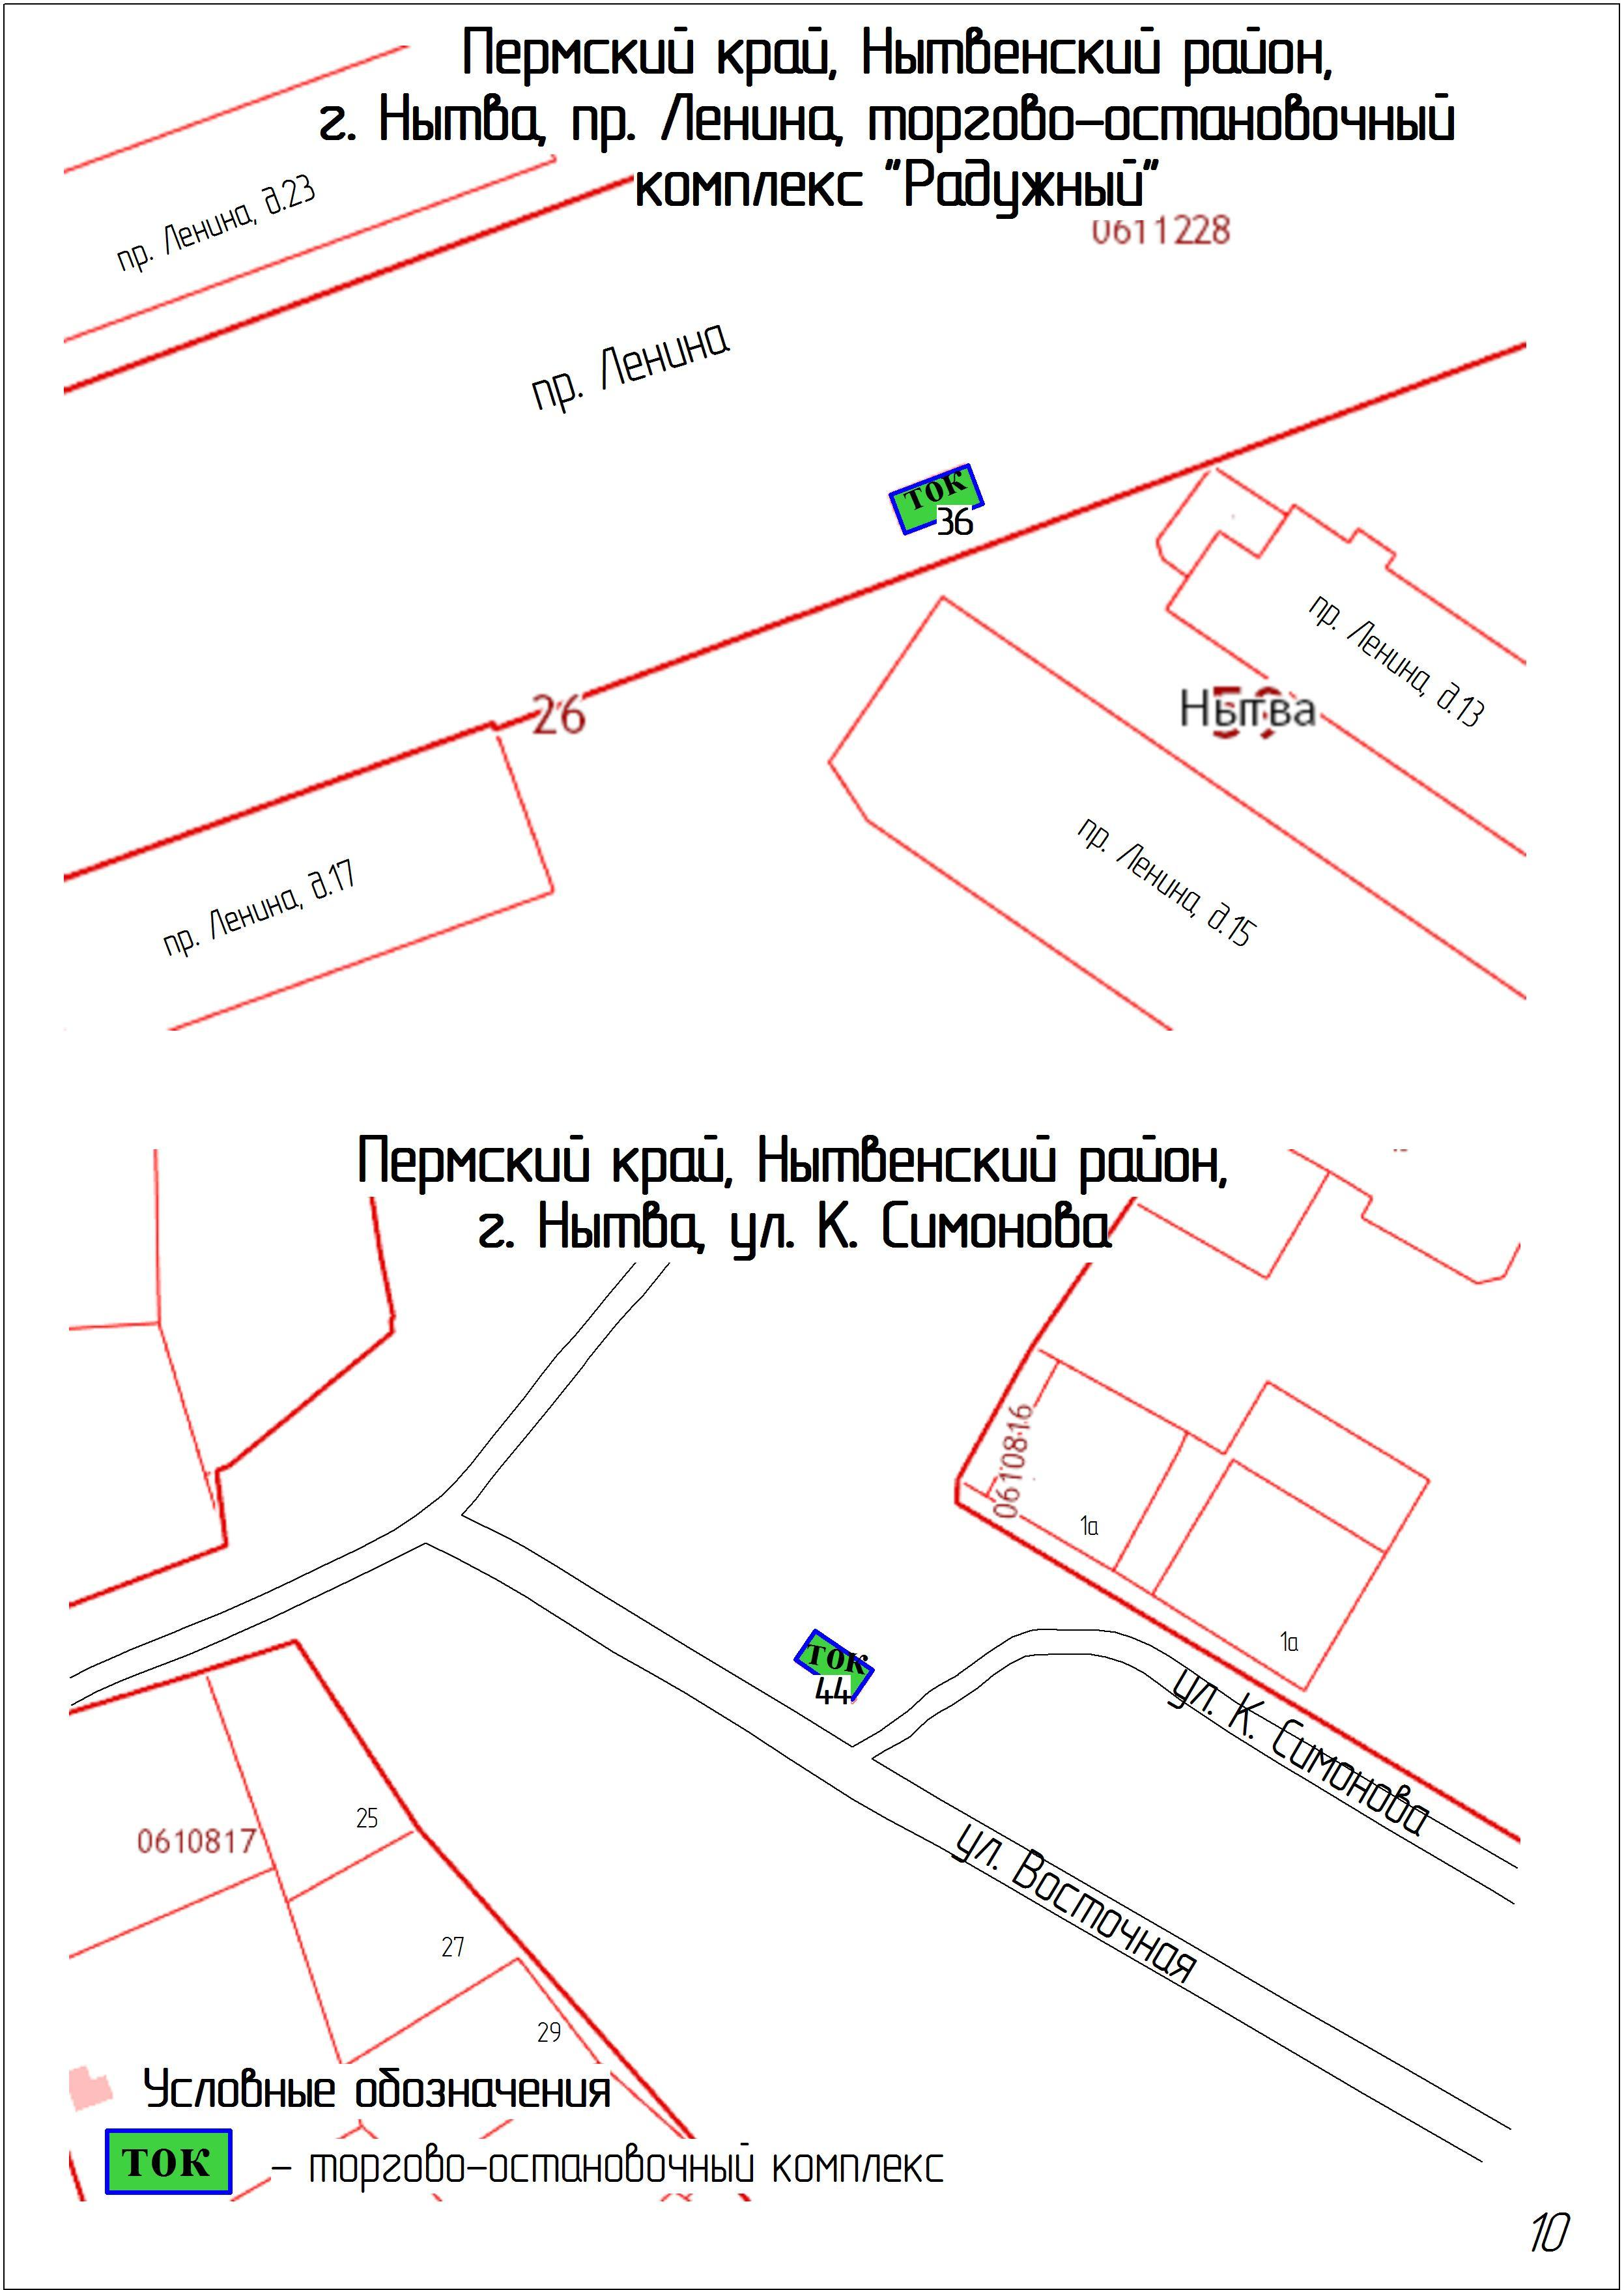 Пермский край, Нытвенский район,
г. Нытва, пр. Ленина, торгово-остановочный
комплекс "Радужный"
0611228
пр. Ленина, д.23
пр. Ленина
ток
36
пр. Ленина, д.13
26
Нытва
пр. Ленина, д.15
пр. Ленина, д.17
Пермский край, Нытвенский район,
г. Нытва, ул. К. Симонова
0610816
1а
1а
ток
44
ул. К. Симонова
25
0610817
ул. Восточная
27
29
Условные обозначения
ток
- торгово-остановочный комплекс
10